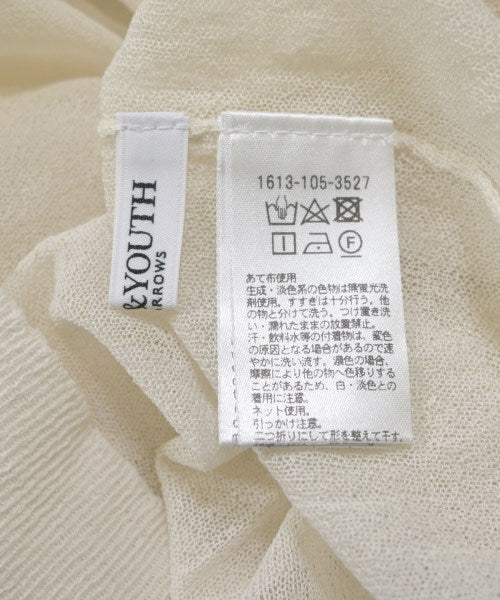 &YOUTH
ARROWS
1613-105-3527
F
あて布使用
生成・淡色系の色物は無蛍光洗
剤使用。すすぎは十分行う。他
の物と分けて洗う。つけ置き洗
い・濡れたままの放置禁止。
汗・飲料水等の付着物は、変色
の原因となる場合があるので速
やかに洗い流す。濃色の場合、
摩擦により他の物へ色移りする
ことがあるため、白・淡色との
着用に注意。
ネット使用。
引っかけ注意。
二つ折りにして形を整えて干す。